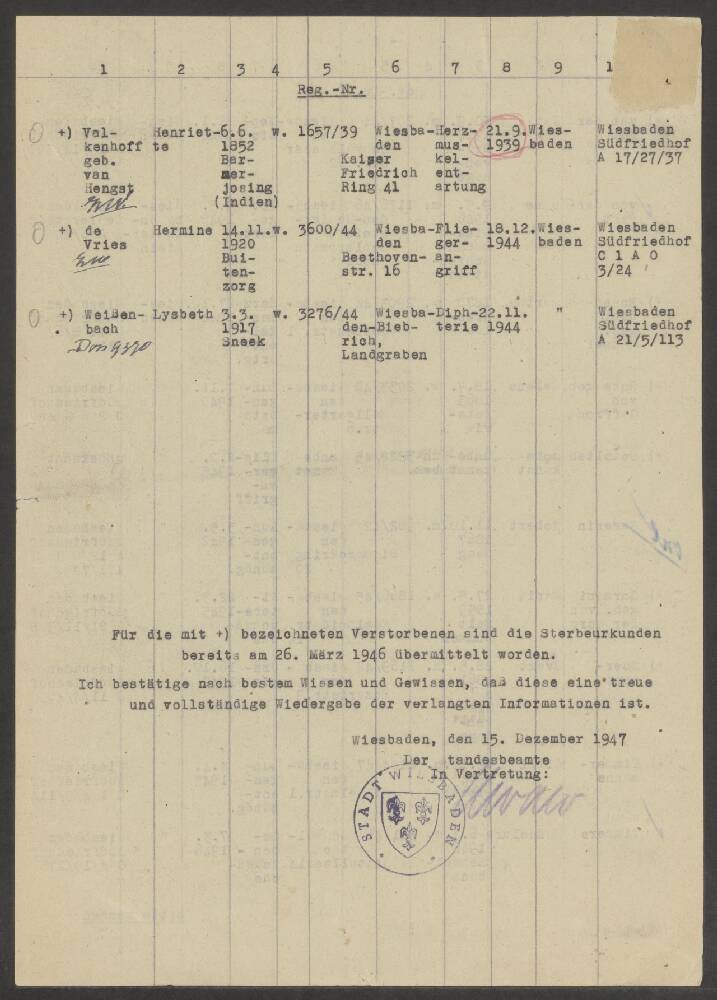 1 2 3 4 5 6 7 8 9 1
Reg.-Nr.
0 +) Val- Henriet- 6.6. w. 1657/39 Wiesba- Herz- 21.9. Wies- Wiesbaden
kenhoff te 1852 den mus- 1939 baden Südfriedhof
geb. Bar- Kaiser kel- A 17/27/37
van mer- Friedrich ent-
Hengst josing Ring 41 artung
(Indien)
0 +) de Hermine 14.11. w. 3600/44 Wiesba- Flie- 18.12. Wies- Wiesbaden
Vries 1920 den ger- 1944 baden Südfriedhof
Bui- Beethoven- an- C 1 A O
ten- str. 16 griff 3/24
zorg
0 +) Weißen- Lysbeth 3.3. w. 3276/44 Wiesba- Diph- 22.11. " Wiesbaden
bach 1917 den-Bieb- terie 1944 Südfriedhof
Sneek rich, A 21/5/113
Landgraben
Für die mit +) bezeichneten Verstorbenen sind die Sterbeurkunden
bereits am 26. März 1946 übermittelt worden.
Ich bestätige nach bestem Wissen und Gewissen, daß diese eine treue
und vollständige Wiedergabe der verlangten Informationen ist.
Wiesbaden, den 15. Dezember 1947
Der tandesbeamte
In Vertretung:
STADT WIESBADEN